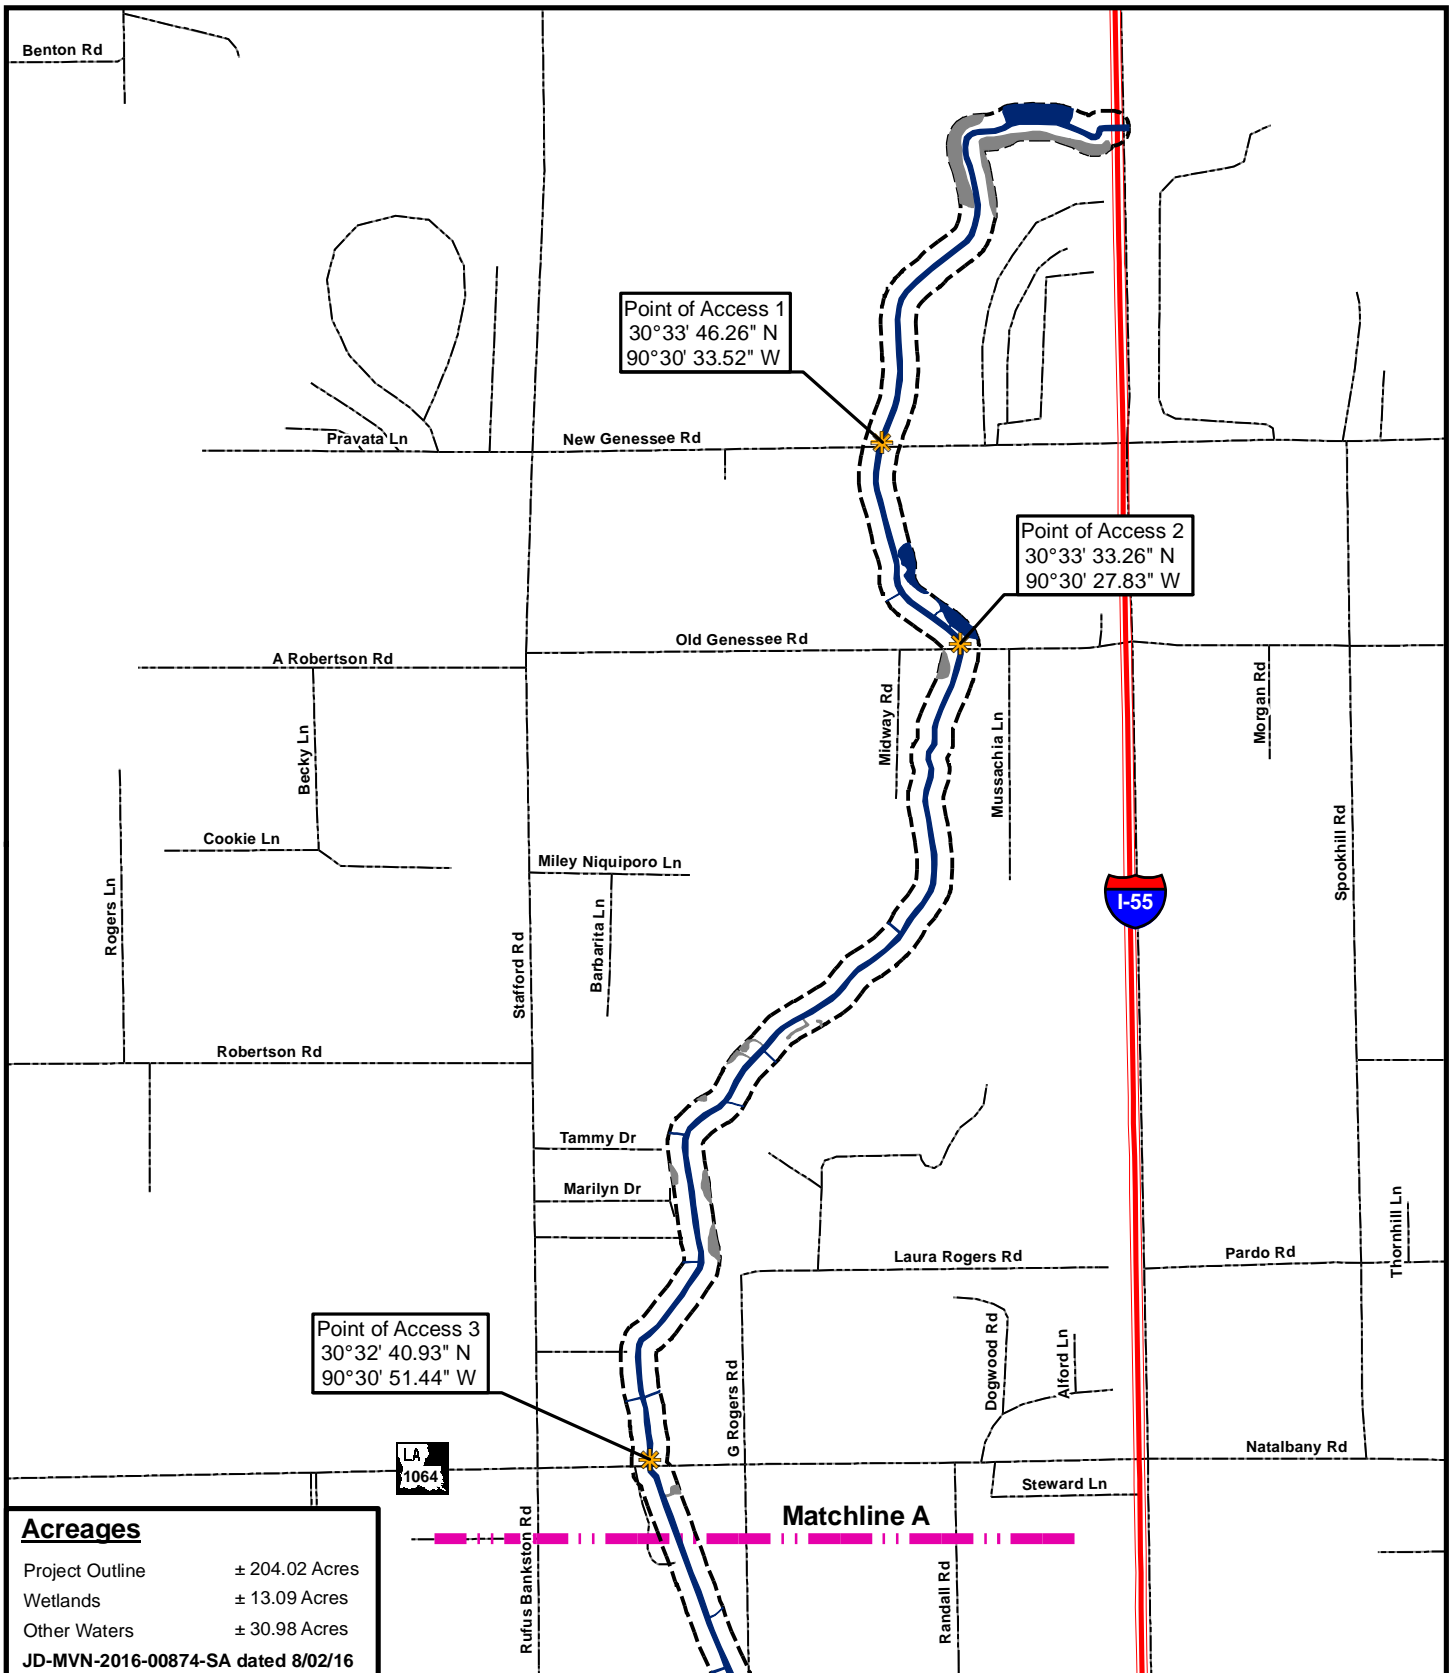 Benton Rd
Point of Access 1
30°33' 46.26" N
90°30' 33.52" W
Pravata Ln
New Genessee Rd
Point of Access 2
30°33' 33.26" N
90°30' 27.83" W
Old Genessee Rd
A Robertson Rd
Becky Ln
Midway Rd
Mussachia Ln
Morgan Rd
Cookie Ln
Miley Niquiporo Ln
Rogers Ln
Stafford Rd
Barbarita Ln
I-55
Spookhill Rd
Robertson Rd
Tammy Dr
Marilyn Dr
Laura Rogers Rd
Pardo Rd
Thornhill Ln
Point of Access 3
30°32' 40.93" N
90°30' 51.44" W
G Rogers Rd
Dogwood Rd
Alford Ln
LA
1064
Natalbany Rd
Steward Ln
Matchline A
Rufus Bankston Rd
Randall Rd
Acreages
Project Outline ± 204.02 Acres
Wetlands ± 13.09 Acres
Other Waters ± 30.98 Acres
JD-MVN-2016-00874-SA dated 8/02/16